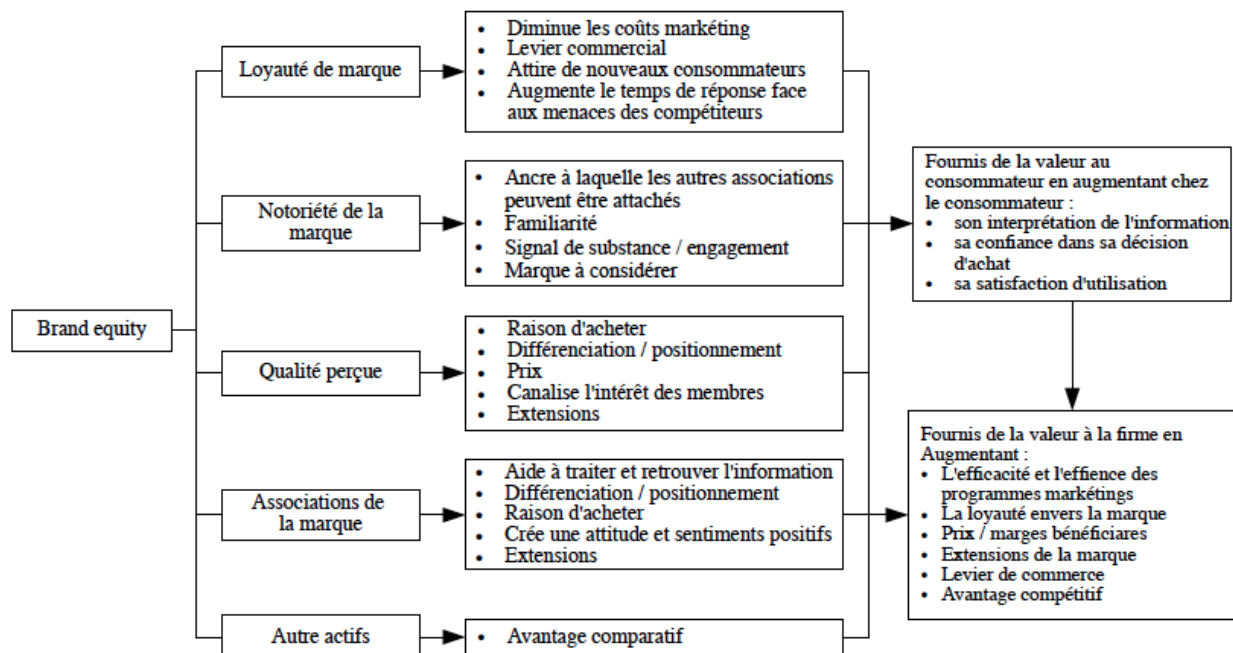 Brand equity
Loyauté de marque
• Diminue les coûts markéting
• Levier commercial
• Attire de nouveaux consommateurs
• Augmente le temps de réponse face
aux menaces des compétiteurs
Notoriété de la
marque
• Ancre à laquelle les autres associations
peuvent être attachés
• Familiarité
• Signal de substance / engagement
• Marque à considérer
Qualité perçue
• Raison d'acheter
• Différenciation / positionnement
• Prix
• Canalise l'intérêt des membres
• Extensions
Associations de
la marque
• Aide à traiter et retrouver l'information
• Différenciation / positionnement
• Raison d'acheter
• Crée une attitude et sentiments positifs
• Extensions
Autre actifs
• Avantage comparatif
Fournis de la valeur au
consommateur en augmentant chez
le consommateur :
• son interprétation de l'information
• sa confiance dans sa décision
d'achat
• sa satisfaction d'utilisation
Fournis de la valeur à la firme en
Augmentant :
• L'efficacité et l'effience des
programmes markétings
• La loyauté envers la marque
• Prix / marges bénéficiares
• Extensions de la marque
• Levier de commerce
• Avantage compétitif